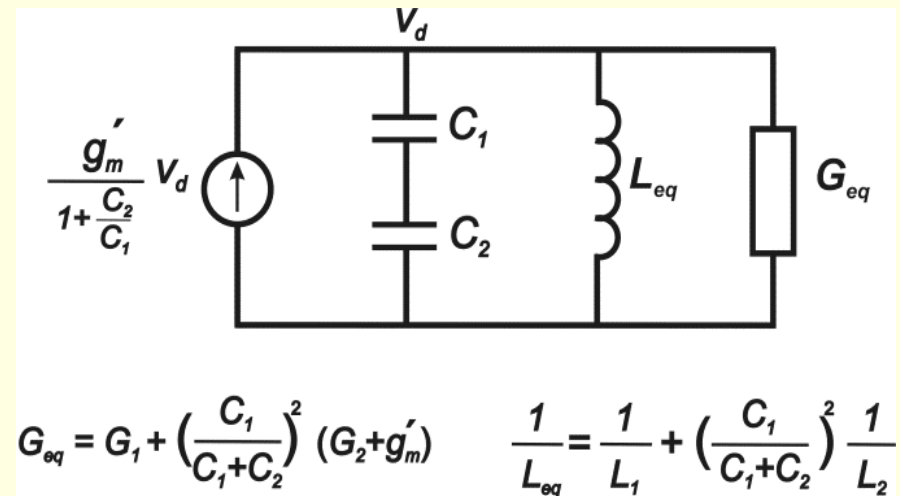 V_d
g'_m / (1 + C_2/C_1) V_d
C_1
C_2
L_eq
G_eq
G_eq = G_1 + (C_1 / (C_1+C_2))^2 (G_2+g'_m)
1/L_eq = 1/L_1 + (C_1 / (C_1+C_2))^2 1/L_2